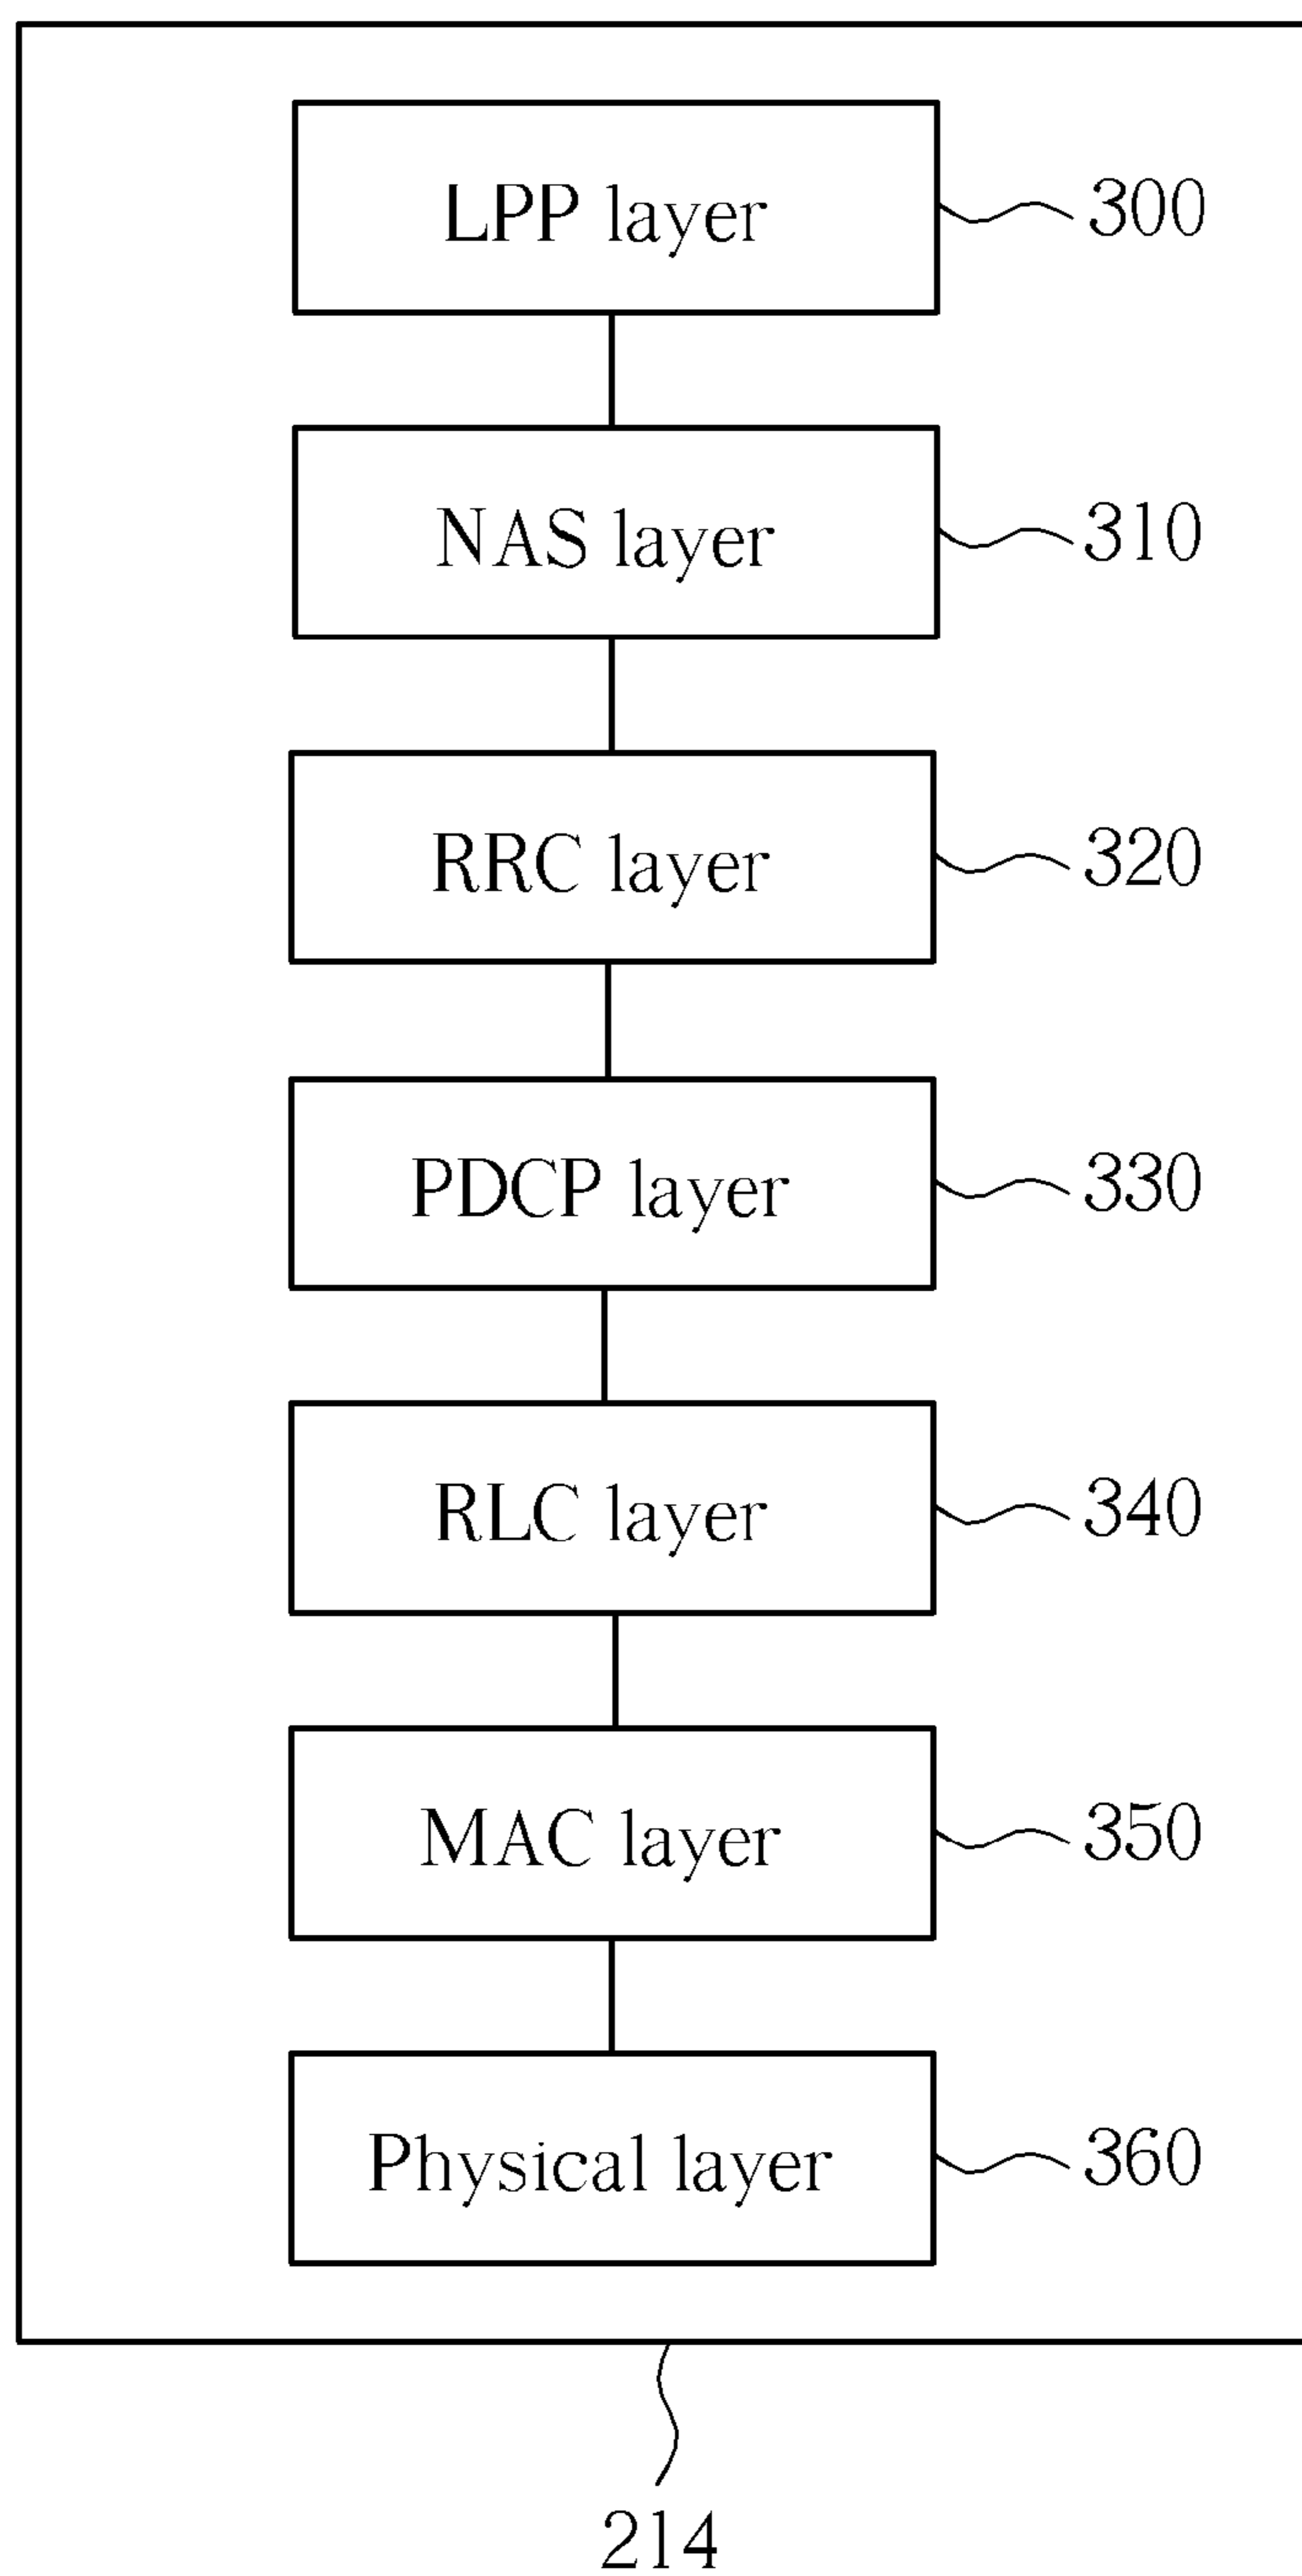 LPP layer 300
NAS layer 310
RRC layer 320
PDCP layer 330
RLC layer 340
MAC layer 350
Physical layer 360
214